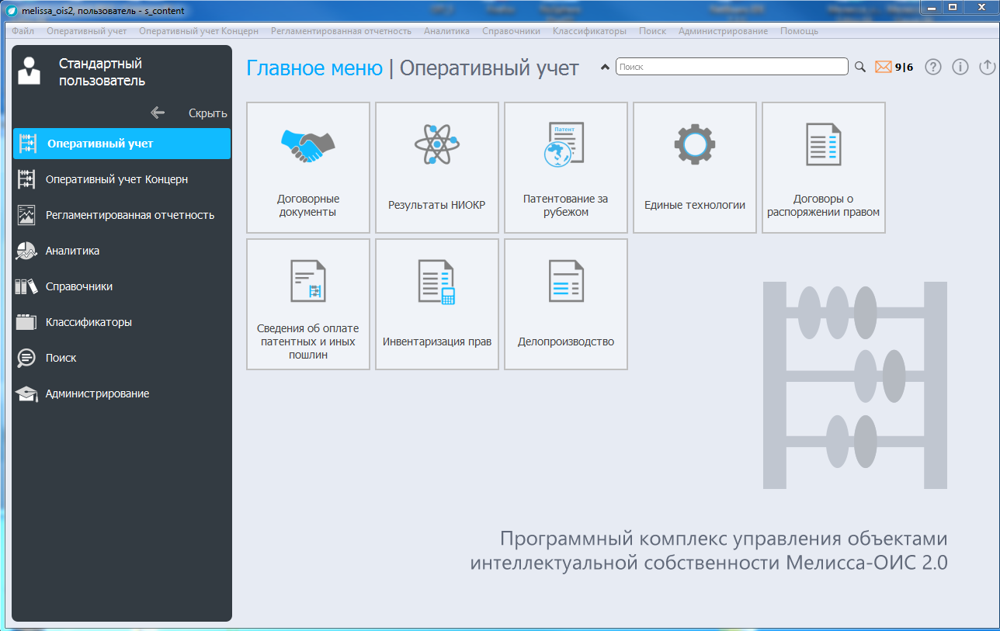 melissa_ois2, пользователь - s_content
Файл Оперативный учет Оперативный учет Концерн Регламентированная отчетность Аналитика Справочники Классификаторы Поиск Администрирование Помощь
Стандартный
пользователь
Скрыть
Оперативный учет
Оперативный учет Концерн
Регламентированная отчетность
Аналитика
Справочники
Классификаторы
Поиск
Администрирование
Главное меню | Оперативный учет
Поиск
9|6
Договорные
документы
Результаты НИОКР
Патент
Патентование за
рубежом
Единые технологии
Договоры о
распоряжении правом
Сведения об оплате
патентных и иных
пошлин
Инвентаризация прав
Делопроизводство
Программный комплекс управления объектами
интеллектуальной собственности Мелисса-ОИС 2.0